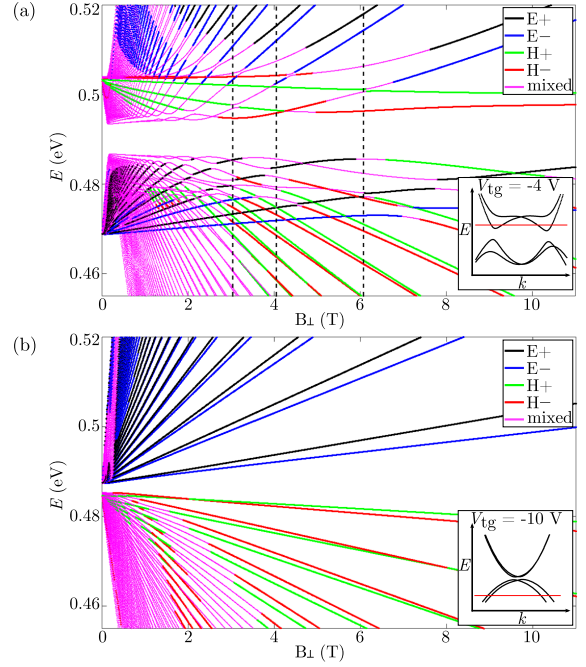 (a)
0.52
0.5
0.48
0.46
E (eV)
0 2 4 6 8 10
B⊥ (T)
E+
E−
H+
H−
mixed
Vtg = -4 V
E
k
(b)
0.52
0.5
0.48
0.46
E (eV)
0 2 4 6 8 10
B⊥ (T)
E+
E−
H+
H−
mixed
Vtg = -10 V
E
k